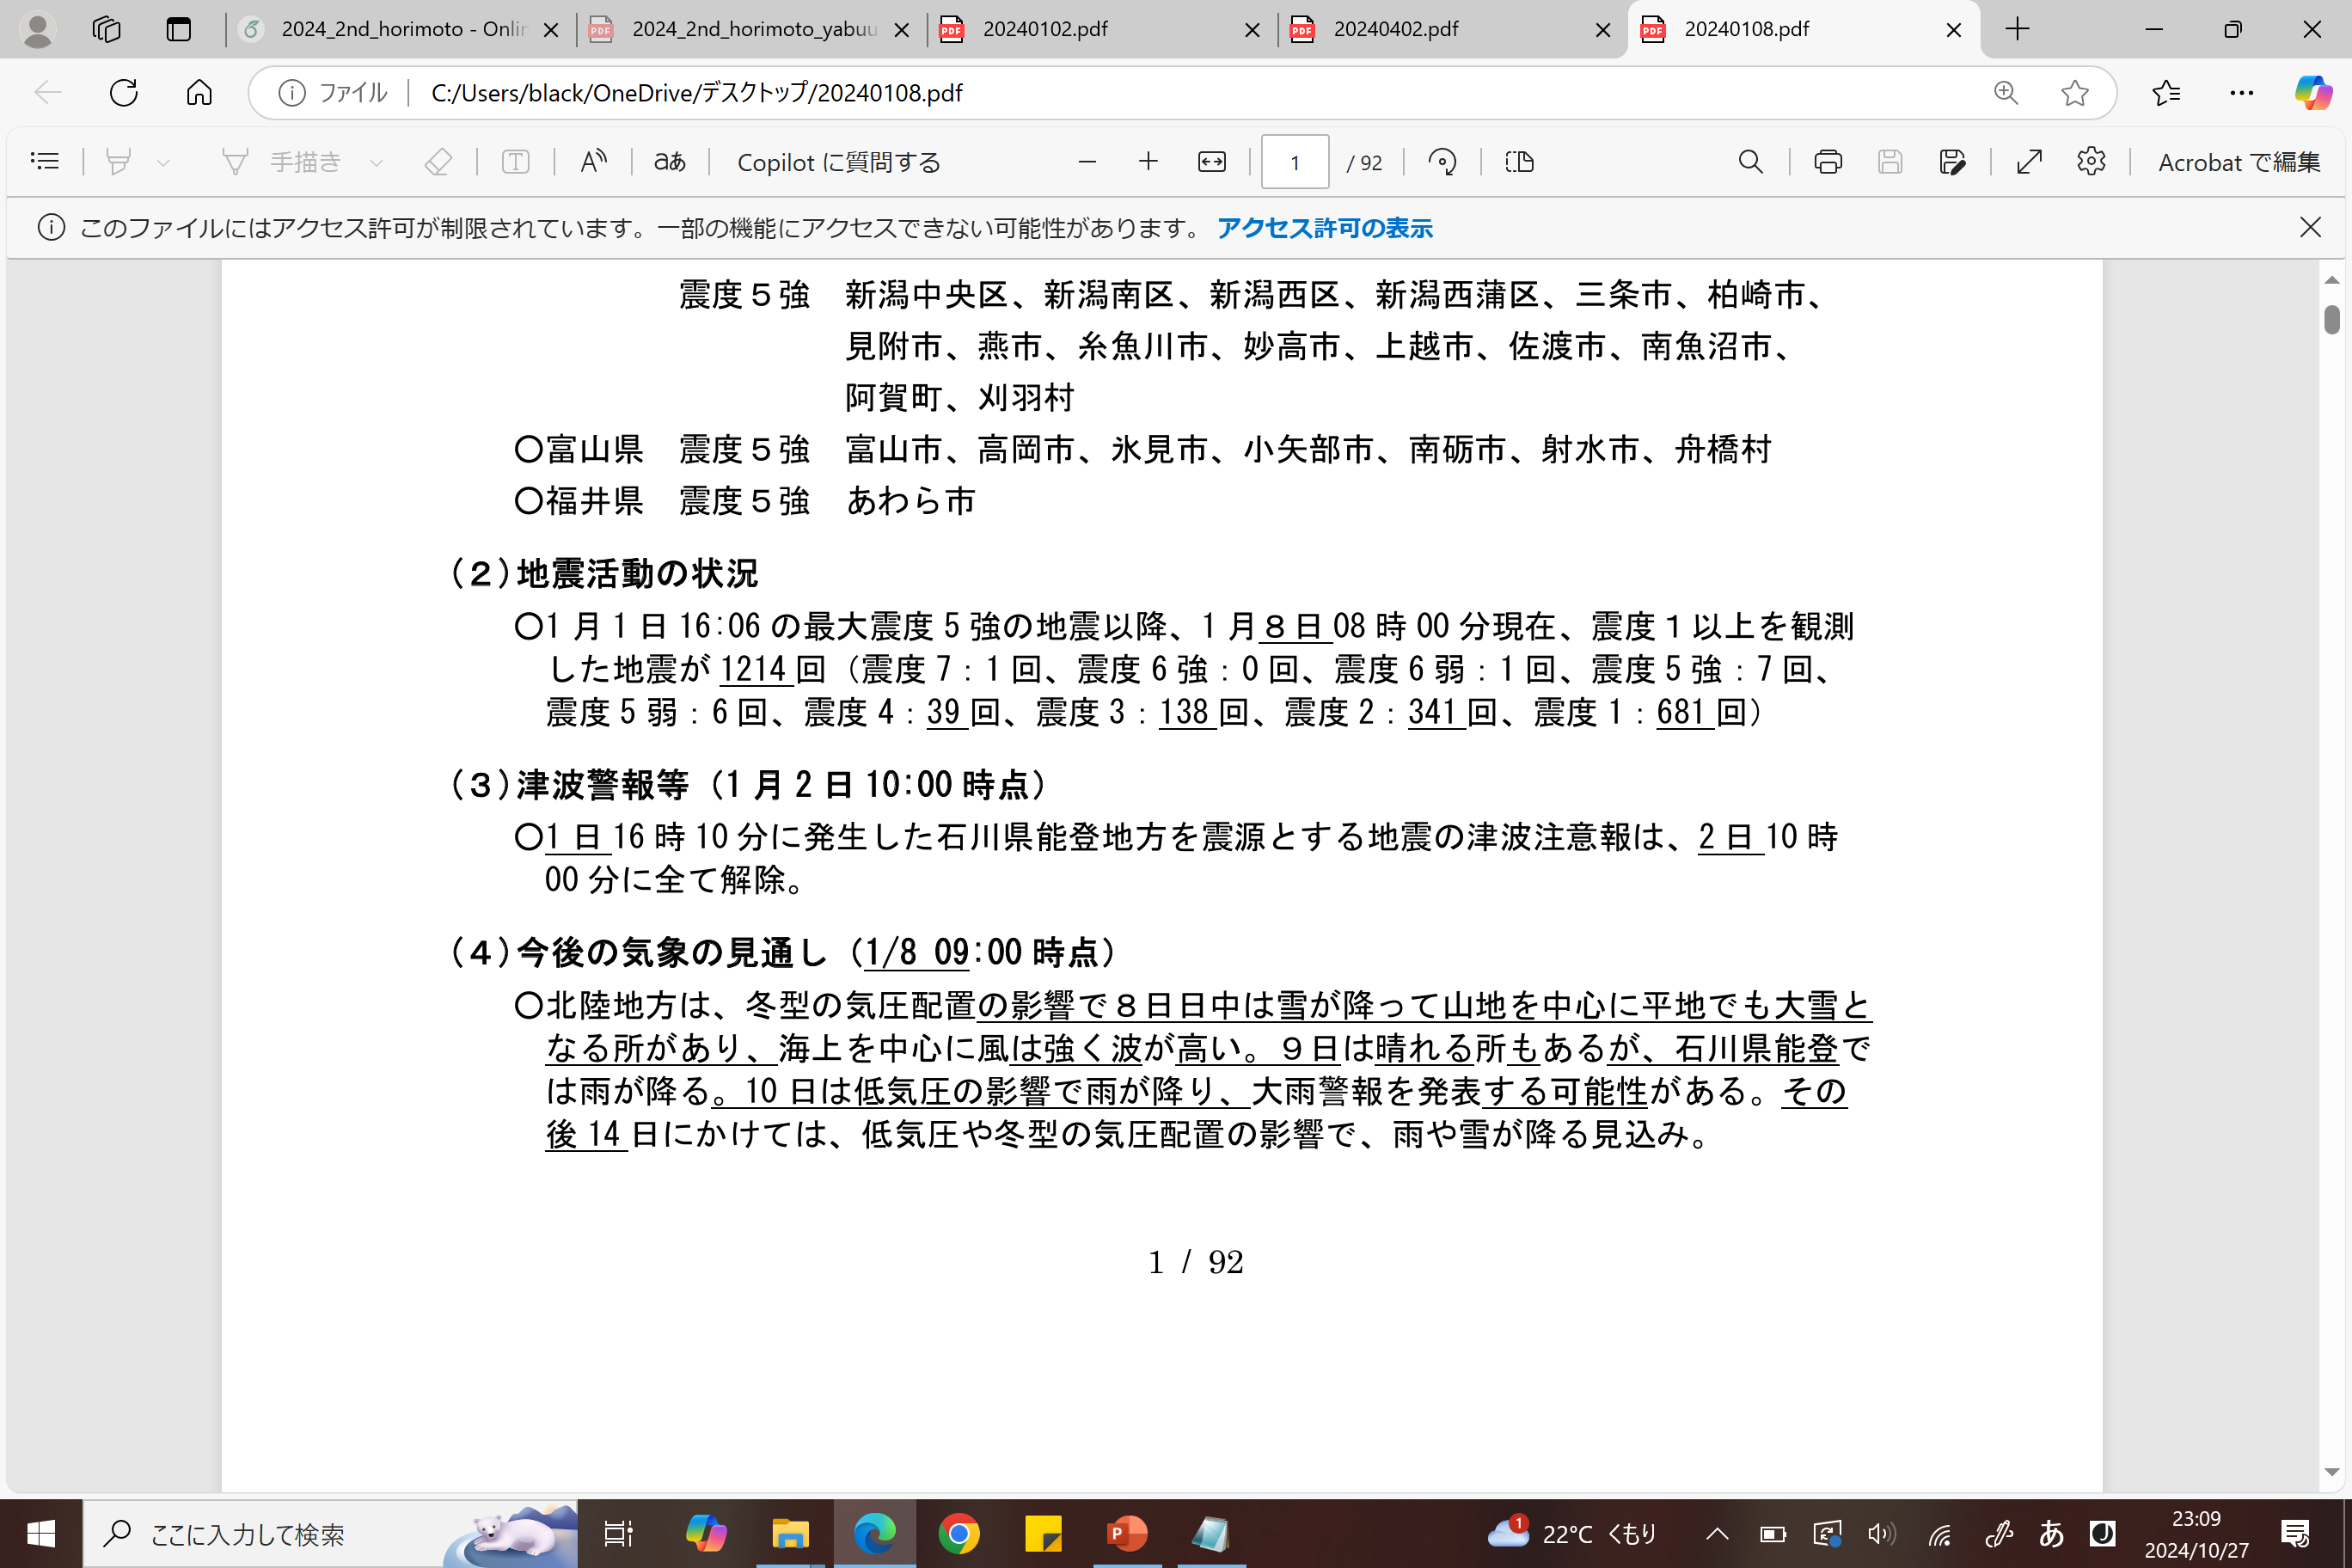 2024_2nd_horimoto - Onlin
2024_2nd_horimoto_yabuu
20240102.pdf
20240402.pdf
20240108.pdf
ファイル
C:/Users/black/OneDrive/デスクトップ/20240108.pdf
手描き
aあ
Copilot に質問する
1
/ 92
Acrobat で編集
このファイルにはアクセス許可が制限されています。一部の機能にアクセスできない可能性があります。 アクセス許可の表示
震度5強 新潟中央区、新潟南区、新潟西区、新潟西蒲区、三条市、柏崎市、
見附市、燕市、糸魚川市、妙高市、上越市、佐渡市、南魚沼市、
阿賀町、刈羽村
○富山県 震度5強 富山市、高岡市、氷見市、小矢部市、南砺市、射水市、舟橋村
○福井県 震度5強 あわら市
(2)地震活動の状況
○1 月 1 日 16:06 の最大震度 5 強の地震以降、1 月8日 08 時 00 分現在、震度1以上を観測
した地震が 1214 回(震度 7:1 回、震度 6 強:0 回、震度 6 弱:1 回、震度 5 強:7 回、
震度 5 弱:6 回、震度 4:39 回、震度 3:138 回、震度 2:341 回、震度 1:681 回)
(3)津波警報等(1 月 2 日 10:00 時点)
○1 日 16 時 10 分に発生した石川県能登地方を震源とする地震の津波注意報は、2 日 10 時
00 分に全て解除。
(4)今後の気象の見通し(1/8 09:00 時点)
○北陸地方は、冬型の気圧配置の影響で8日日中は雪が降って山地を中心に平地でも大雪と
なる所があり、海上を中心に風は強く波が高い。9日は晴れる所もあるが、石川県能登で
は雨が降る。10 日は低気圧の影響で雨が降り、大雨警報を発表する可能性がある。その
後 14 日にかけては、低気圧や冬型の気圧配置の影響で、雨や雪が降る見込み。
1 / 92
ここに入力して検索
1
22℃ くもり
あ
23:09
2024/10/27